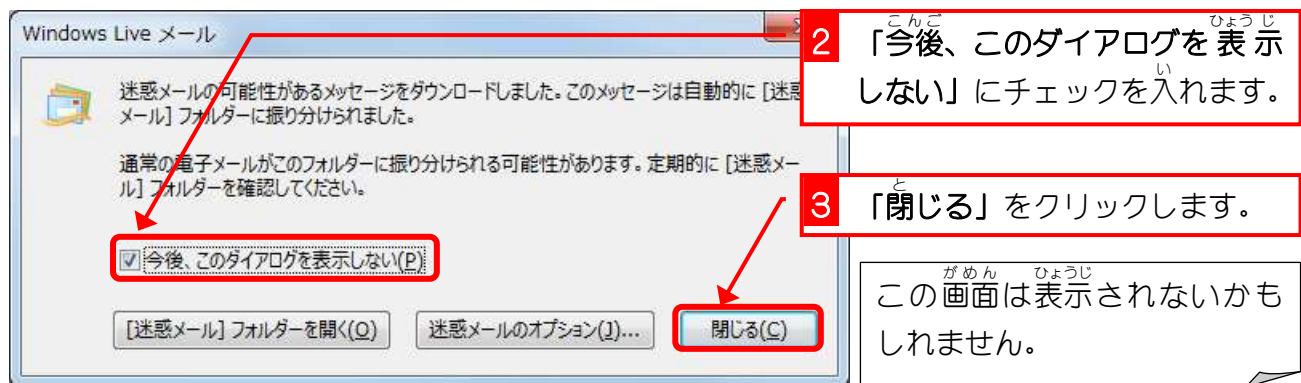 Windows Live メール
迷惑メールの可能性があるメッセージをダウンロードしました。このメッセージは自動的に [迷惑
メール] フォルダーに振り分けられました。
通常の電子メールがこのフォルダーに振り分けられる可能性があります。定期的に [迷惑メー
ル] フォルダーを確認してください。
今後、このダイアログを表示しない(P)
[迷惑メール] フォルダーを開く(O)
迷惑メールのオプション(J)...
閉じる(C)
こんご ひょうじ
2 「今後、このダイアログを表示
い
しない」にチェックを入れます。
と
3 「閉じる」をクリックします。
がめん ひょうじ
この画面は表示されないかも
しれません。